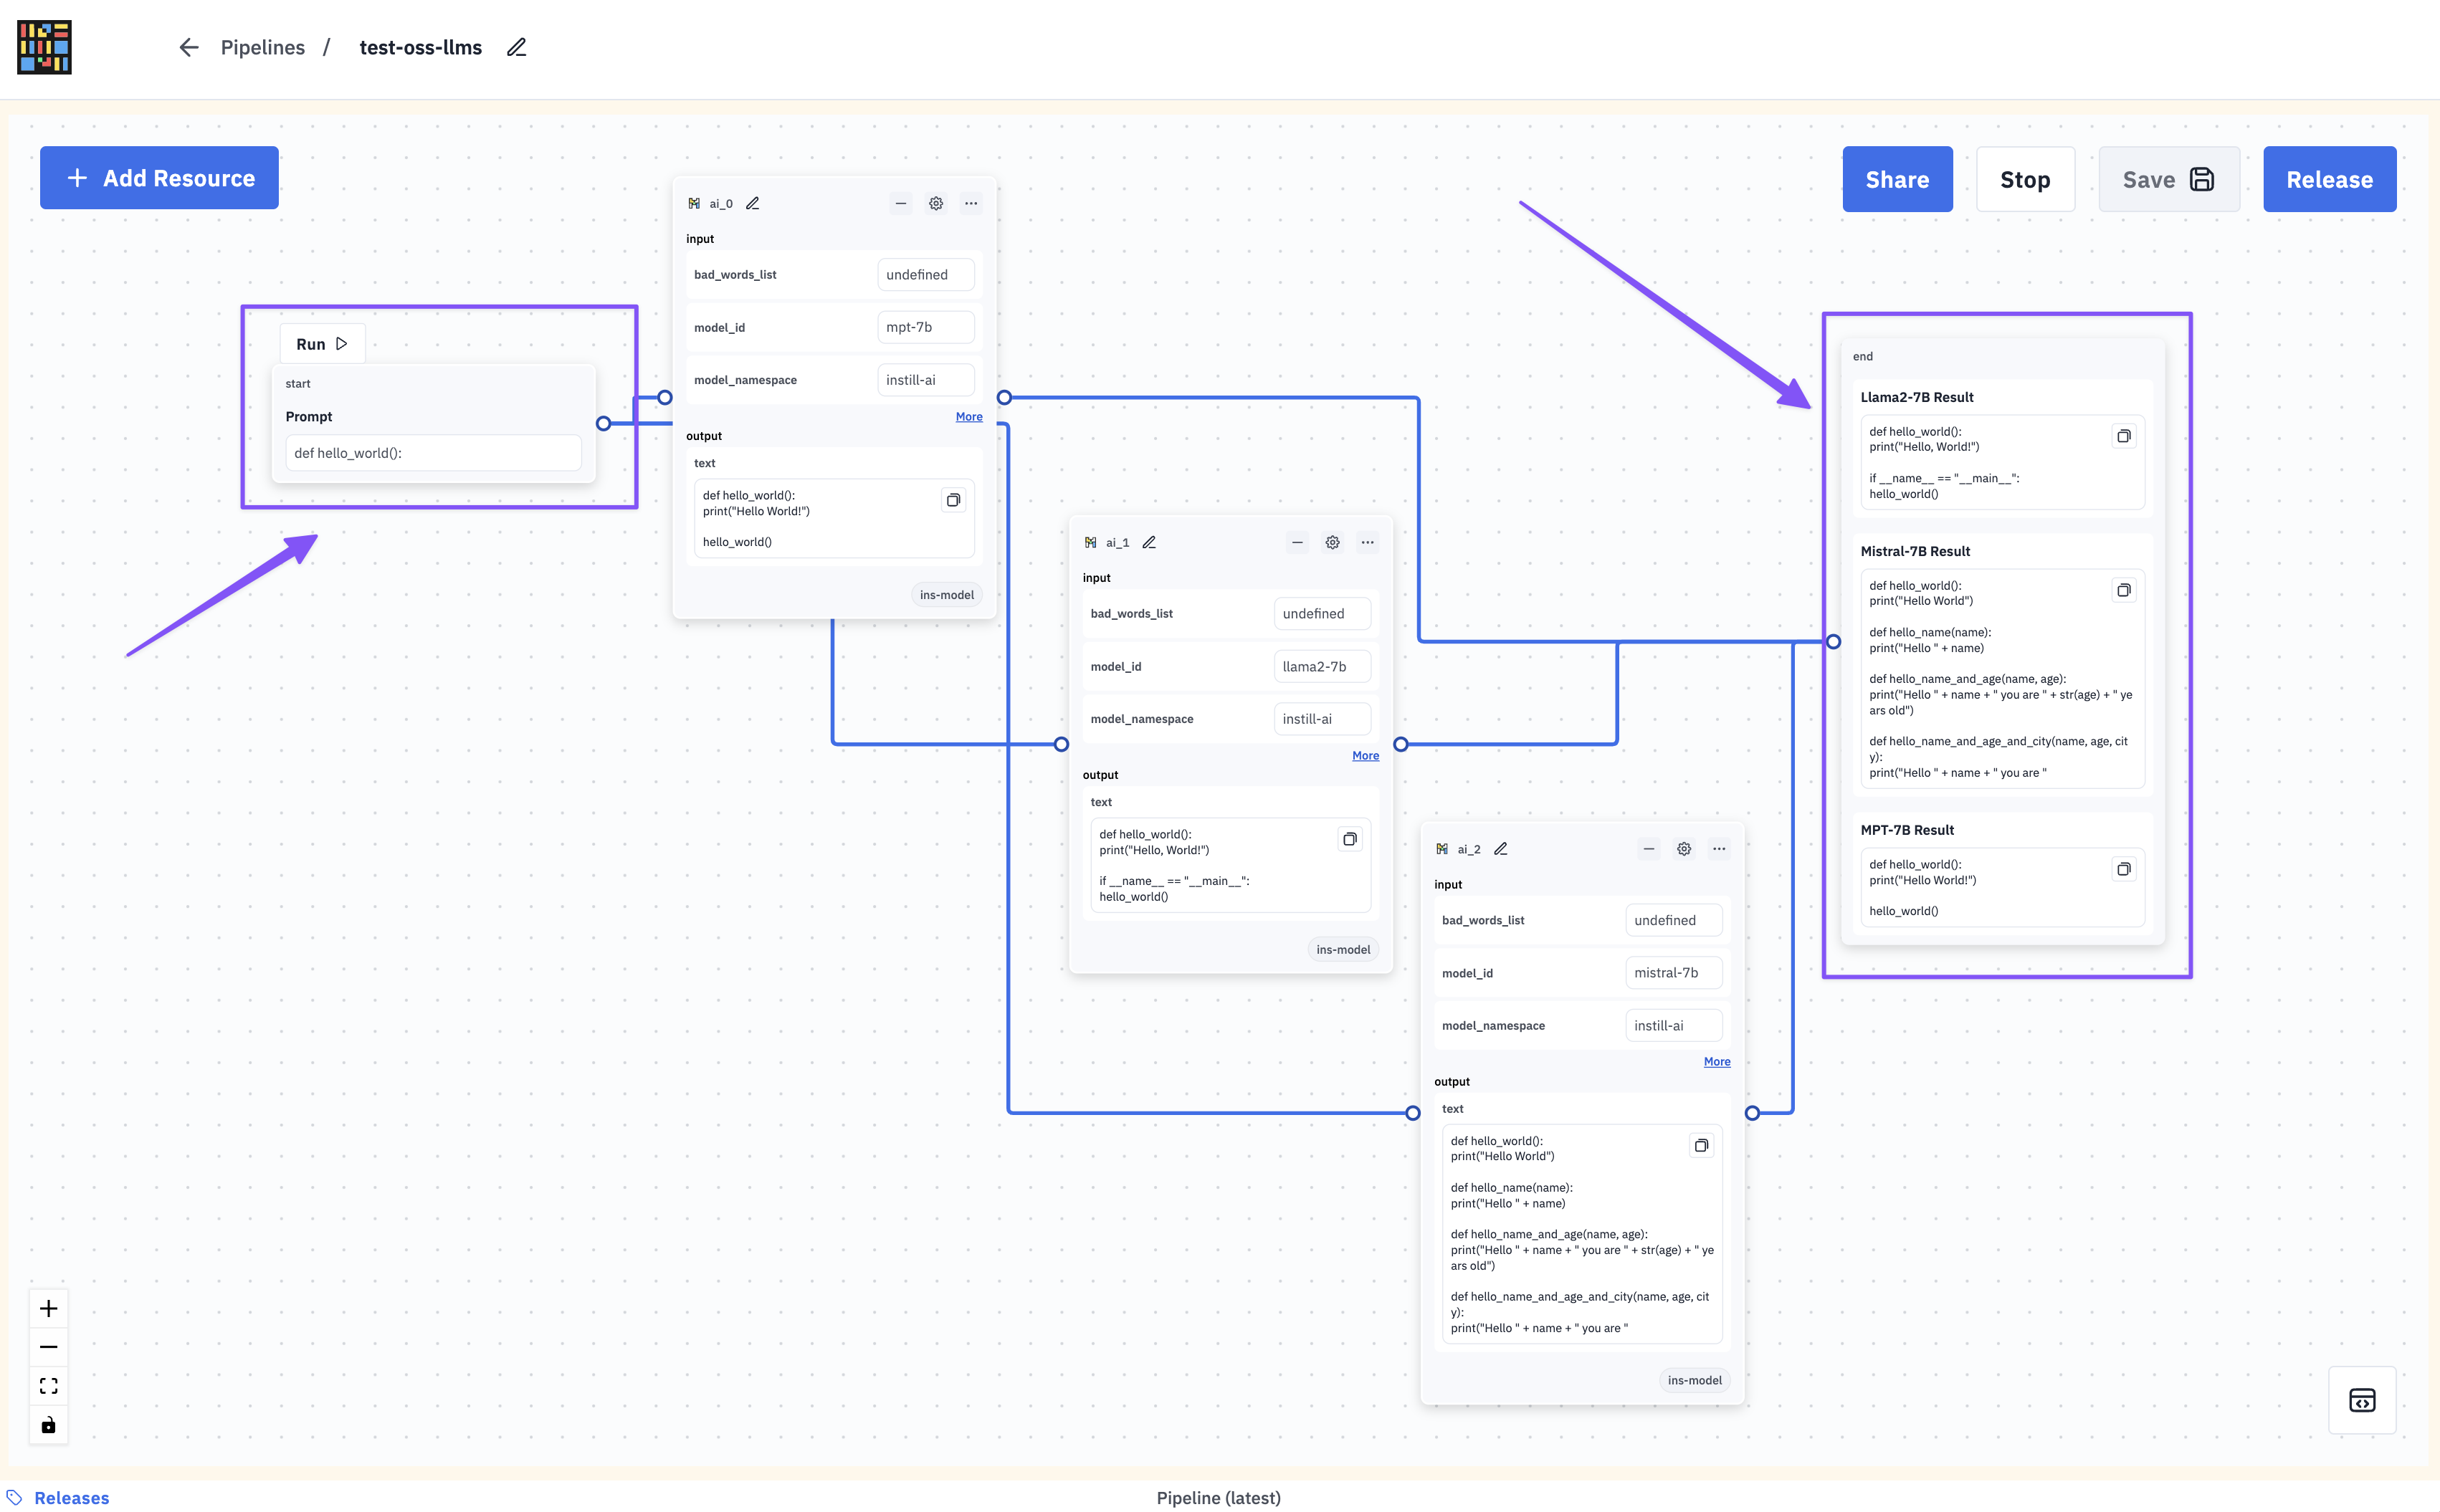 Pipelines / test-oss-llms
+ Add Resource
Share
Stop
Save
Release
Run
start
Prompt
def hello_world():
ai_0
input
bad_words_list
undefined
model_id
mpt-7b
model_namespace
instill-ai
More
output
text
def hello_world():
print("Hello World!")
hello_world()
ins-model
ai_1
input
bad_words_list
undefined
model_id
llama2-7b
model_namespace
instill-ai
More
output
text
def hello_world():
print("Hello, World!")
if __name__ == "__main__":
hello_world()
ins-model
ai_2
input
bad_words_list
undefined
model_id
mistral-7b
model_namespace
instill-ai
More
output
text
def hello_world():
print("Hello World")
def hello_name(name):
print("Hello " + name)
def hello_name_and_age(name, age):
print("Hello " + name + " you are " + str(age) + " ye
ars old")
def hello_name_and_age_and_city(name, age, cit
y):
print("Hello " + name + " you are "
ins-model
end
Llama2-7B Result
def hello_world():
print("Hello, World!")
if __name__ == "__main__":
hello_world()
Mistral-7B Result
def hello_world():
print("Hello World")
def hello_name(name):
print("Hello " + name)
def hello_name_and_age(name, age):
print("Hello " + name + " you are " + str(age) + " ye
ars old")
def hello_name_and_age_and_city(name, age, cit
y):
print("Hello " + name + " you are "
MPT-7B Result
def hello_world():
print("Hello World!")
hello_world()
Releases
Pipeline (latest)